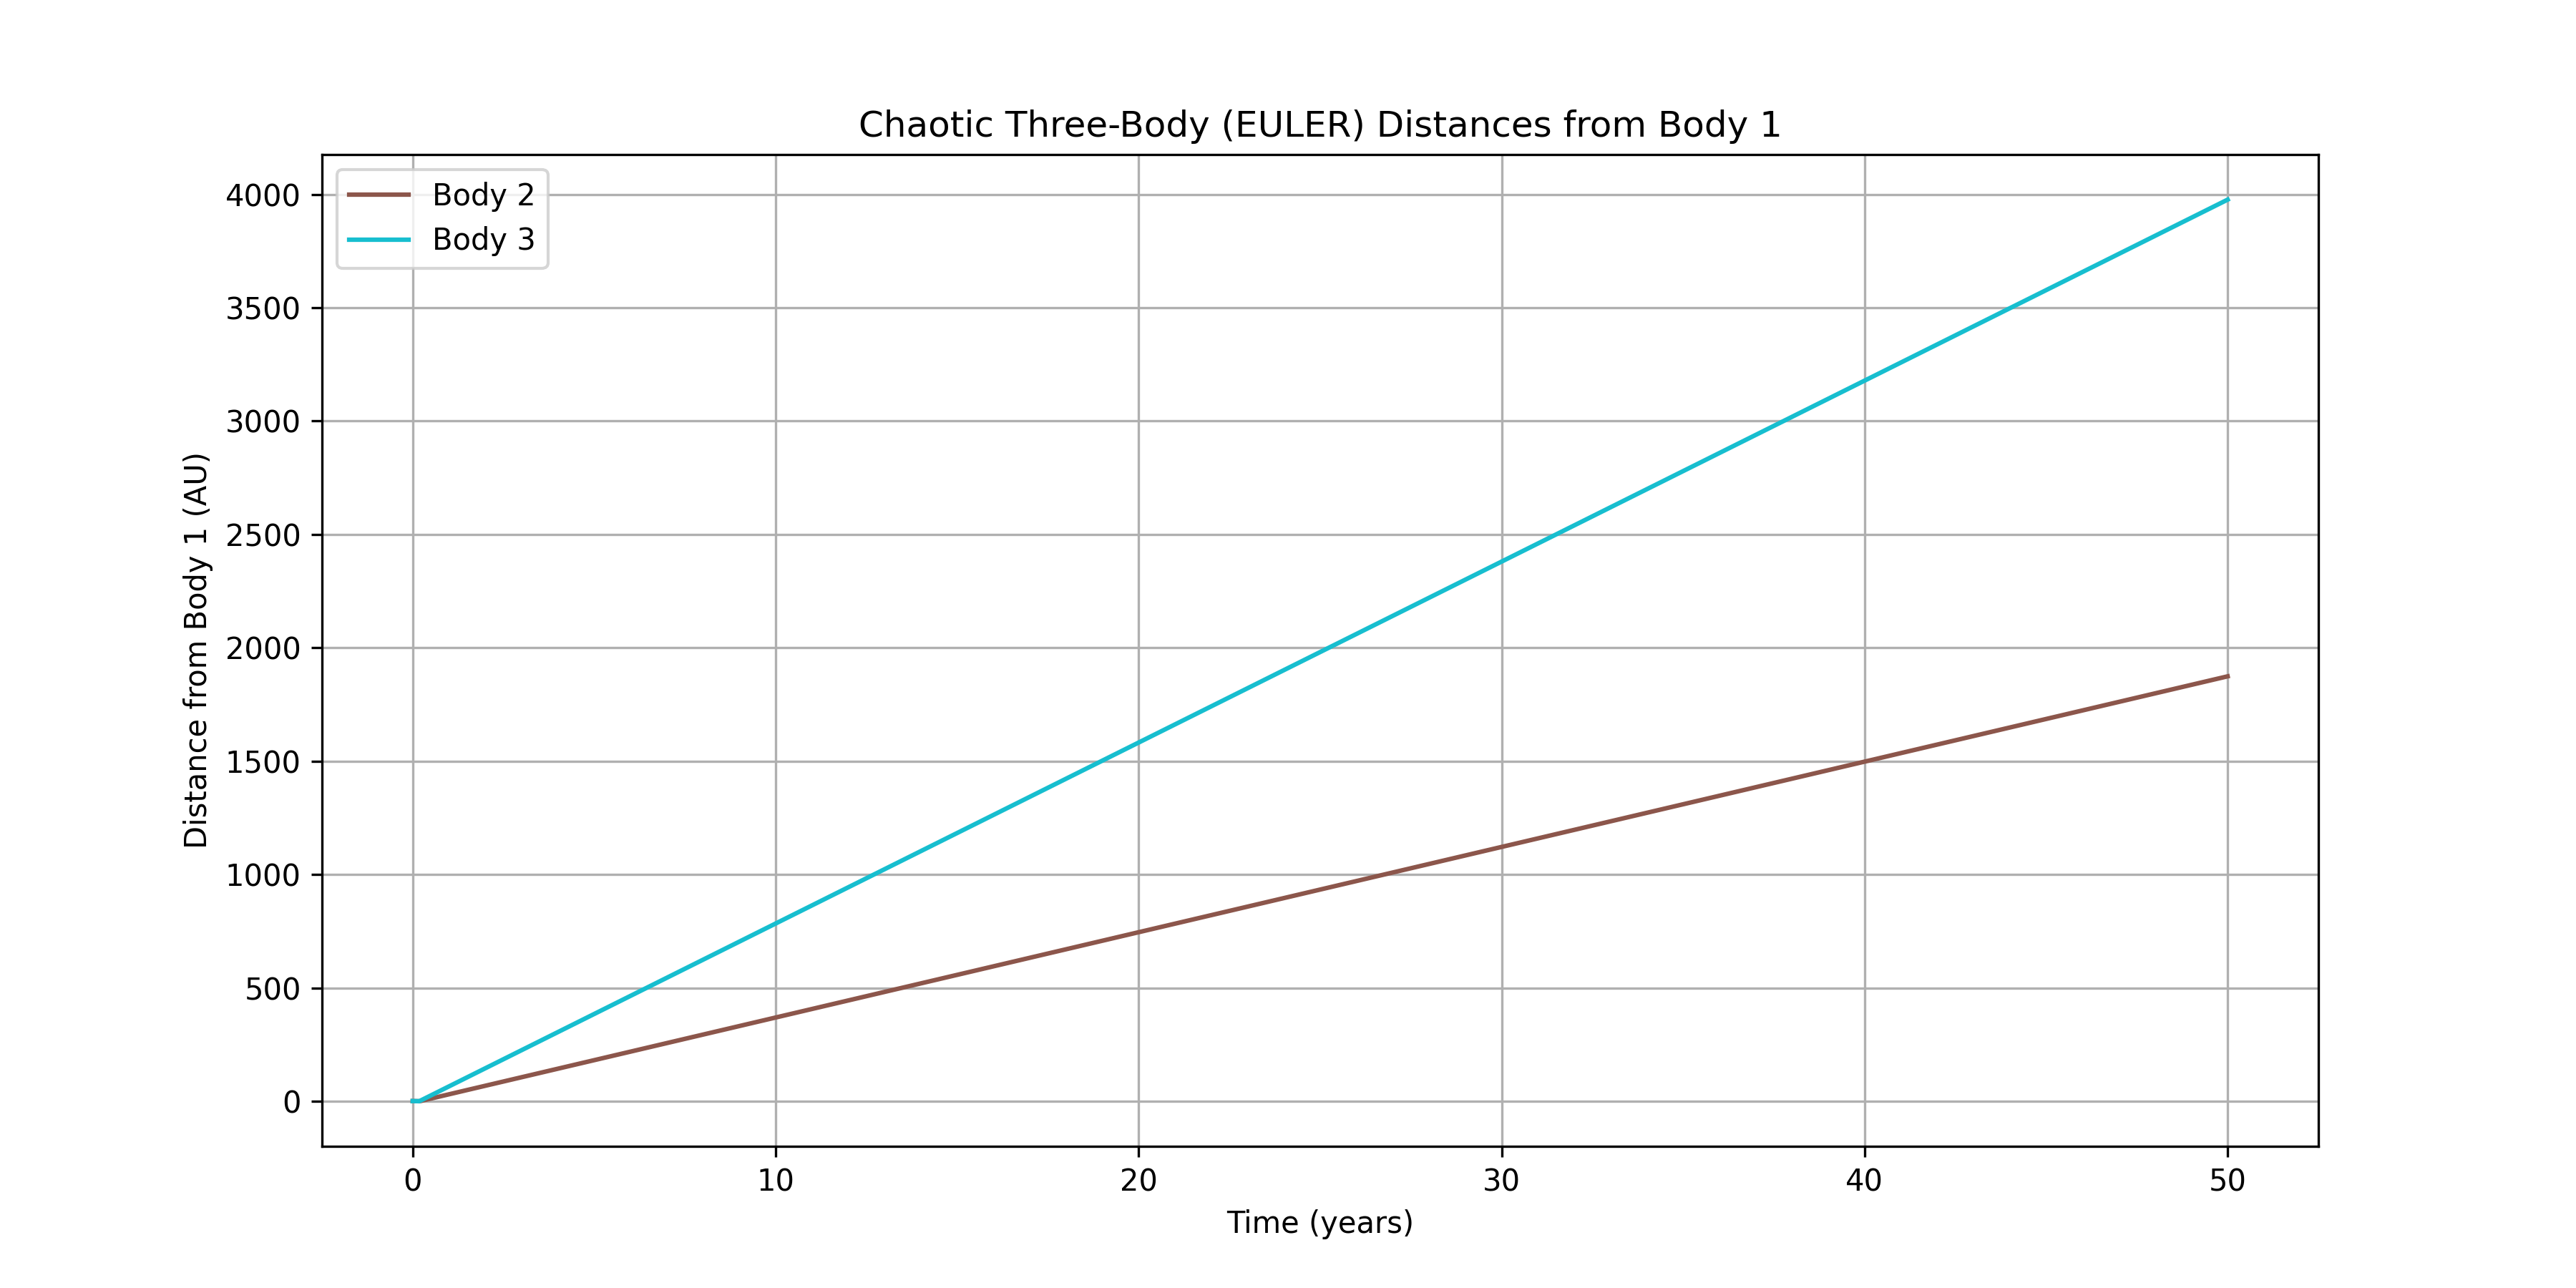 Chaotic Three-Body (EULER) Distances from Body 1
Body 2
Body 3
4000
3500
3000
2500
2000
1500
1000
500
0
Distance from Body 1 (AU)
0 10 20 30 40 50
Time (years)